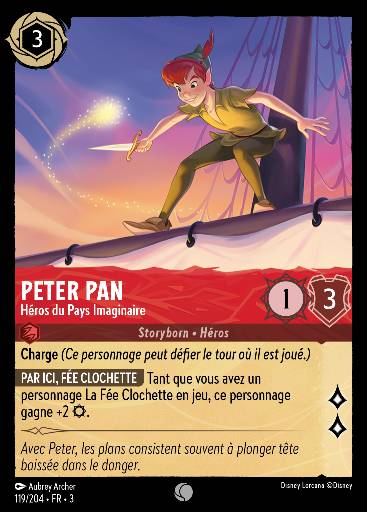 3
PETER PAN
Héros du Pays Imaginaire
1
3
Storyborn • Héros
Charge (Ce personnage peut défier le tour où il est joué.)
PAR ICI, FÉE CLOCHETTE Tant que vous avez un
personnage La Fée Clochette en jeu, ce personnage
gagne +2
Avec Peter, les plans consistent souvent à plonger tête
boissée dans le danger.
Aubrey Archer
Disney Lorcana ©Disney
119/204 • FR • 3